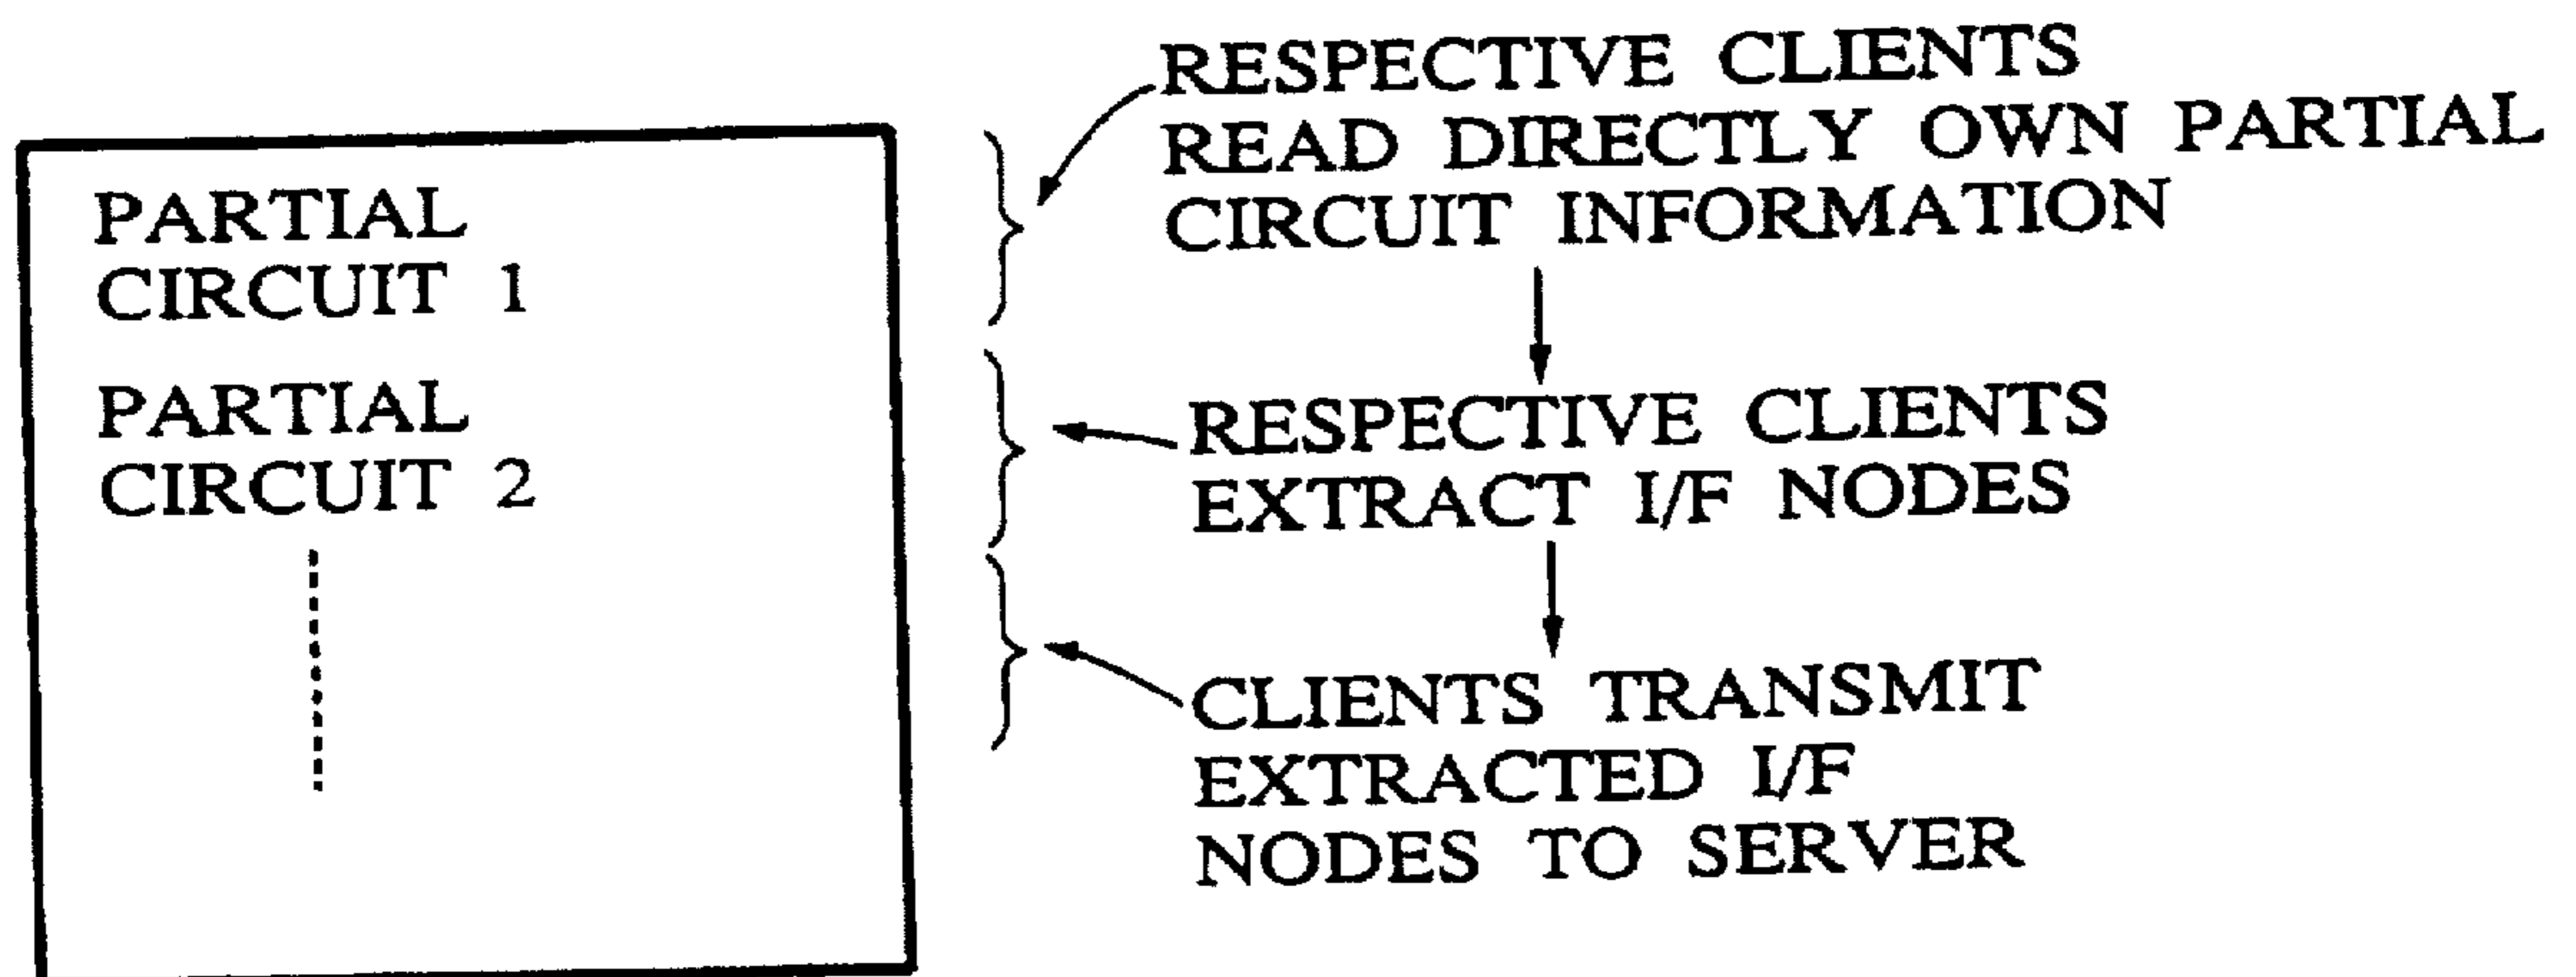 PARTIAL
CIRCUIT 1
PARTIAL
CIRCUIT 2
RESPECTIVE CLIENTS
READ DIRECTLY OWN PARTIAL
CIRCUIT INFORMATION
RESPECTIVE CLIENTS
EXTRACT I/F NODES
CLIENTS TRANSMIT
EXTRACTED I/F
NODES TO SERVER